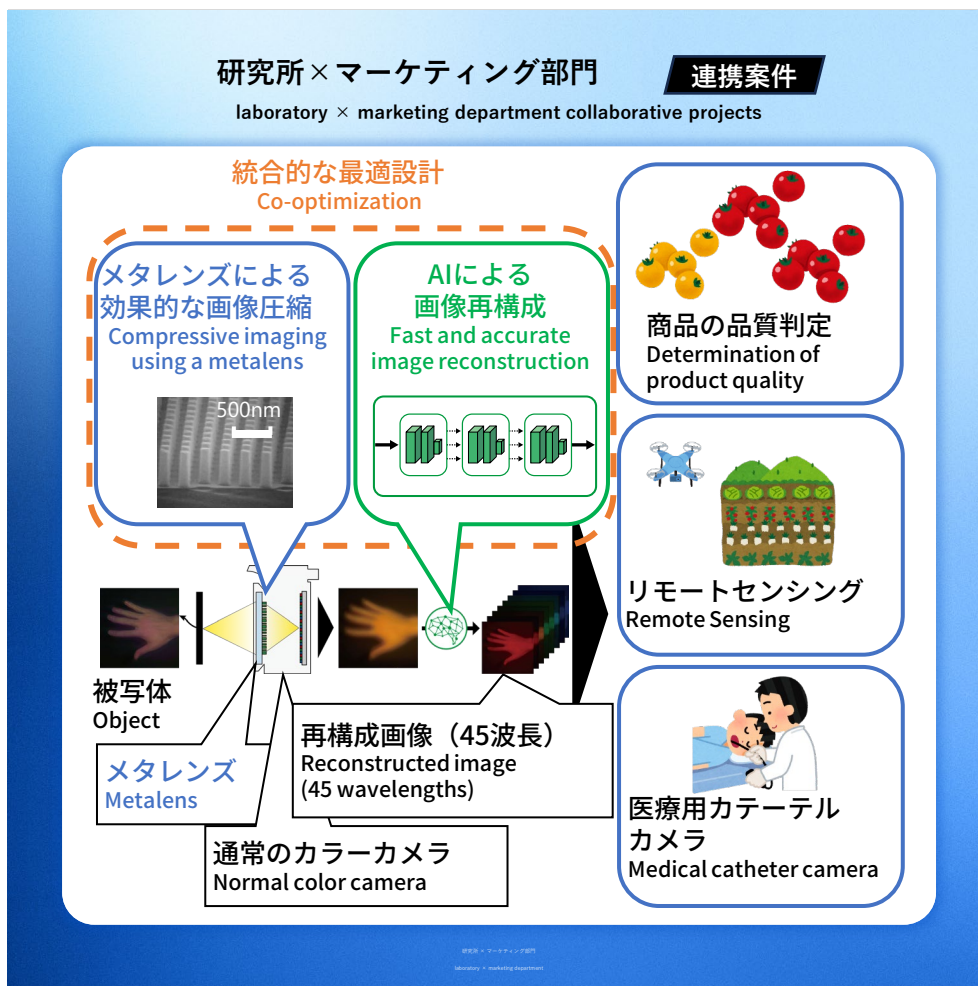 研究所×マーケティング部門
連携案件
laboratory × marketing department collaborative projects
統合的な最適設計
Co-optimization
メタレンズによる
効果的な画像圧縮
Compressive imaging
using a metalens
500nm
AIによる
画像再構成
Fast and accurate
image reconstruction
商品の品質判定
Determination of
product quality
リモートセンシング
Remote Sensing
被写体
Object
メタレンズ
Metalens
再構成画像（45波長）
Reconstructed image
(45 wavelengths)
通常のカラーカメラ
Normal color camera
医療用カテーテル
カメラ
Medical catheter camera
研究所 × マーケティング部門
laboratory × marketing department